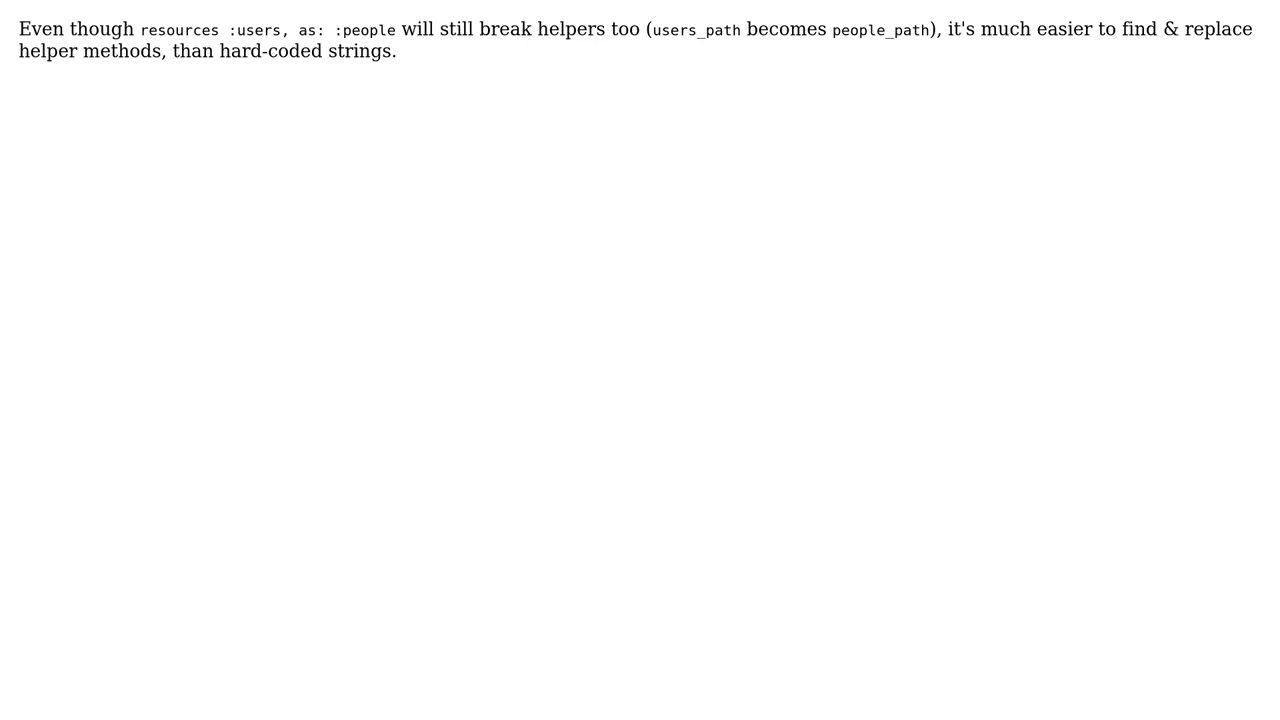 Even though resources :users, as: :people will still break helpers too (users_path becomes people_path), it's much easier to find & replace
helper methods, than hard-coded strings.